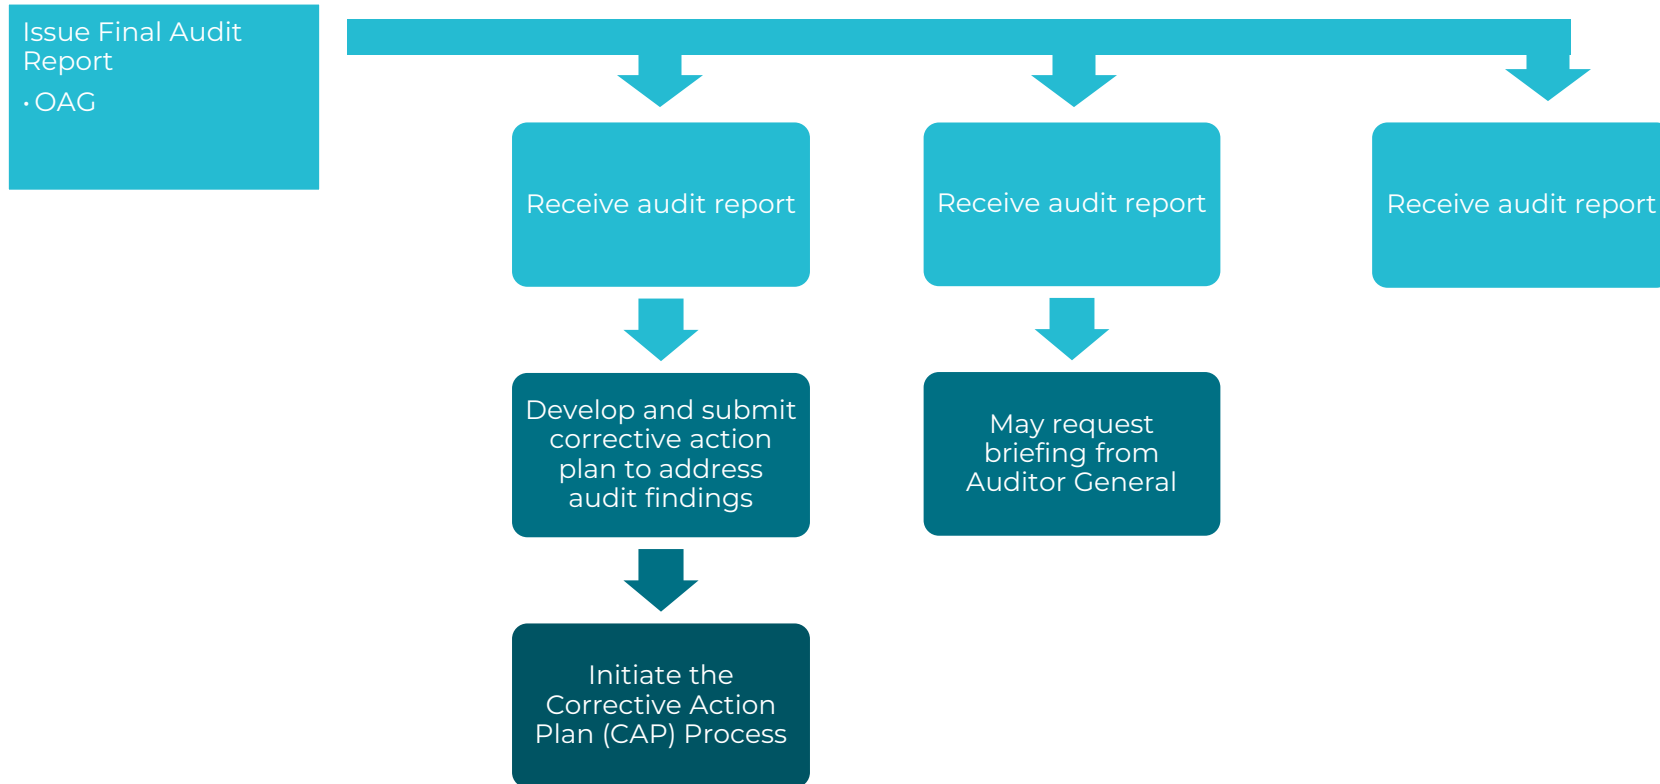 Issue Final Audit
Report
• OAG
Receive audit report
Receive audit report
Receive audit report
Develop and submit
corrective action
plan to address
audit findings
May request
briefing from
Auditor General
Initiate the
Corrective Action
Plan (CAP) Process